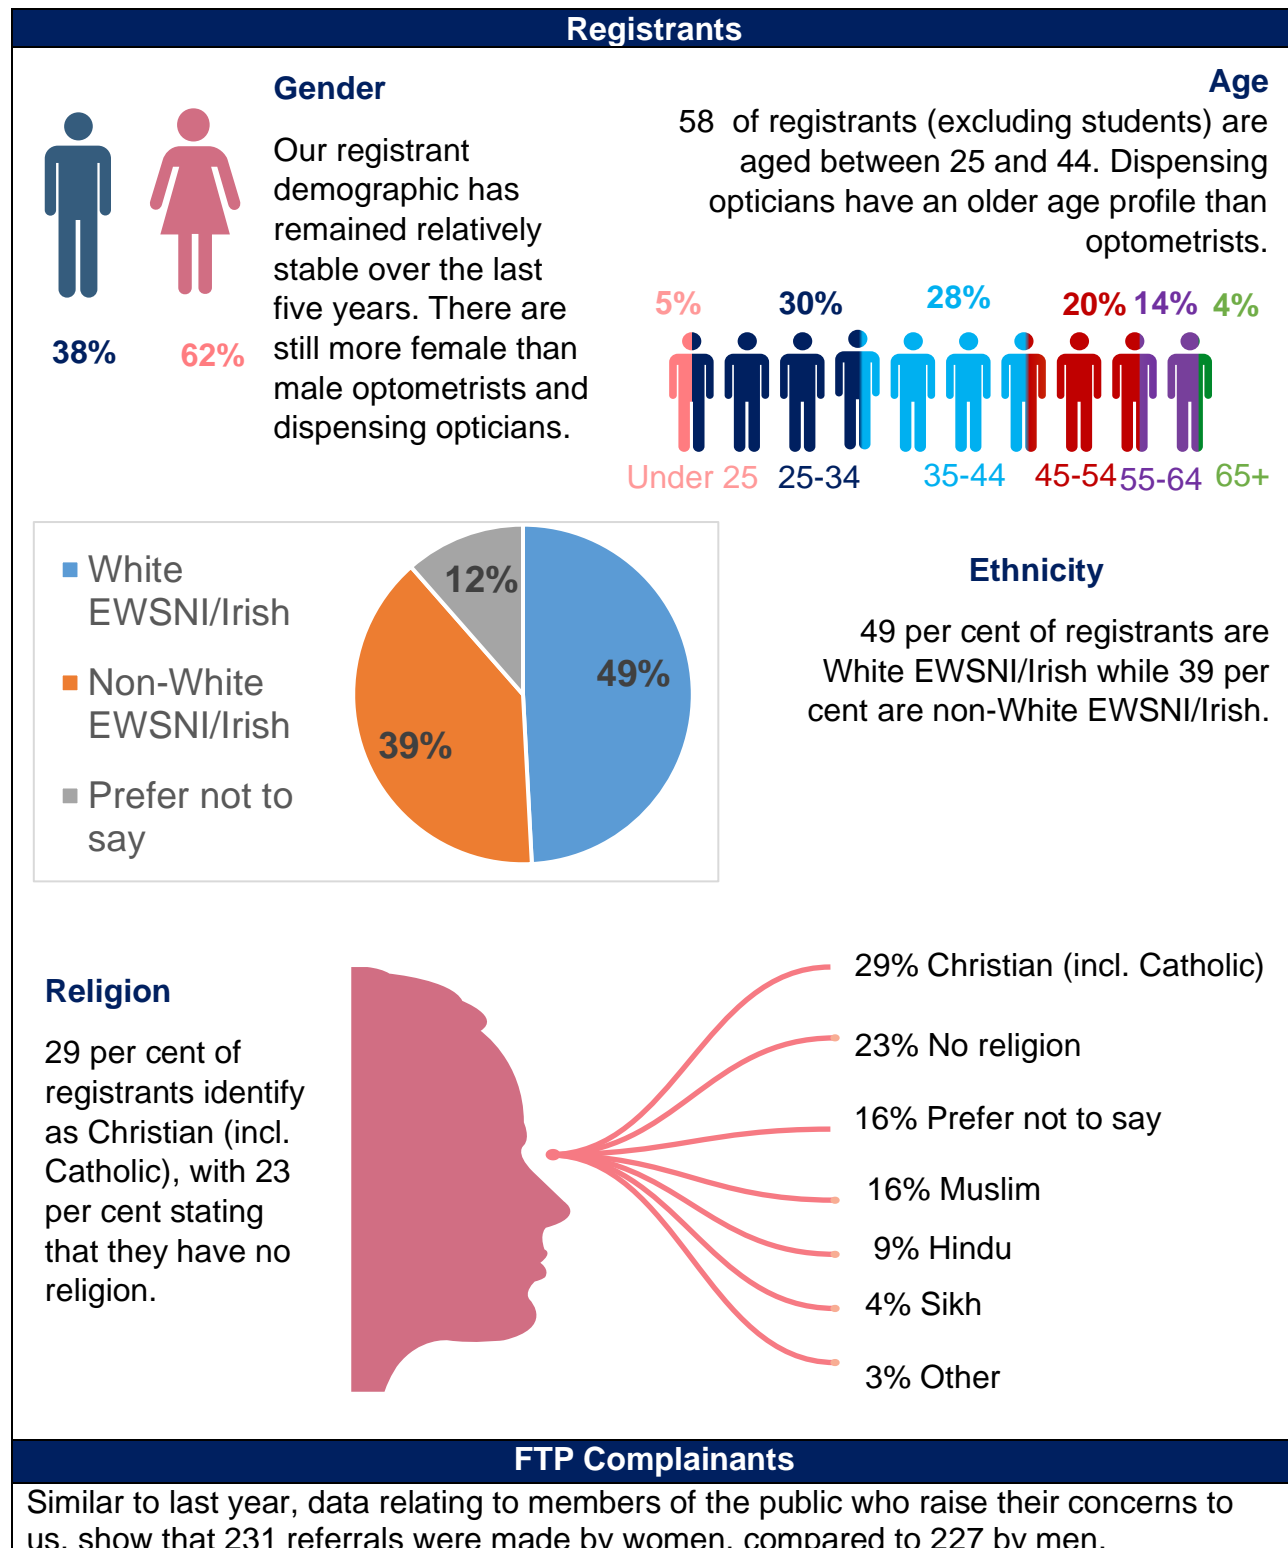 Registrants
Gender
Our registrant
demographic has
remained relatively
stable over the last
five years. There are
still more female than
male optometrists and
dispensing opticians.
38%
62%
Age
58 of registrants (excluding students) are
aged between 25 and 44. Dispensing
opticians have an older age profile than
optometrists.
5% 30% 28% 20% 14% 4%
Under 25 25-34 35-44 45-54 55-64 65+
White
EWSNI/Irish
Non-White
EWSNI/Irish
Prefer not to
say
12%
49%
39%
Ethnicity
49 per cent of registrants are
White EWSNI/Irish while 39 per
cent are non-White EWSNI/Irish.
Religion
29 per cent of
registrants identify
as Christian (incl.
Catholic), with 23
per cent stating
that they have no
religion.
29% Christian (incl. Catholic)
23% No religion
16% Prefer not to say
16% Muslim
9% Hindu
4% Sikh
3% Other
FTP Complainants
Similar to last year, data relating to members of the public who raise their concerns to
us, show that 231 referrals were made by women, compared to 227 by men.